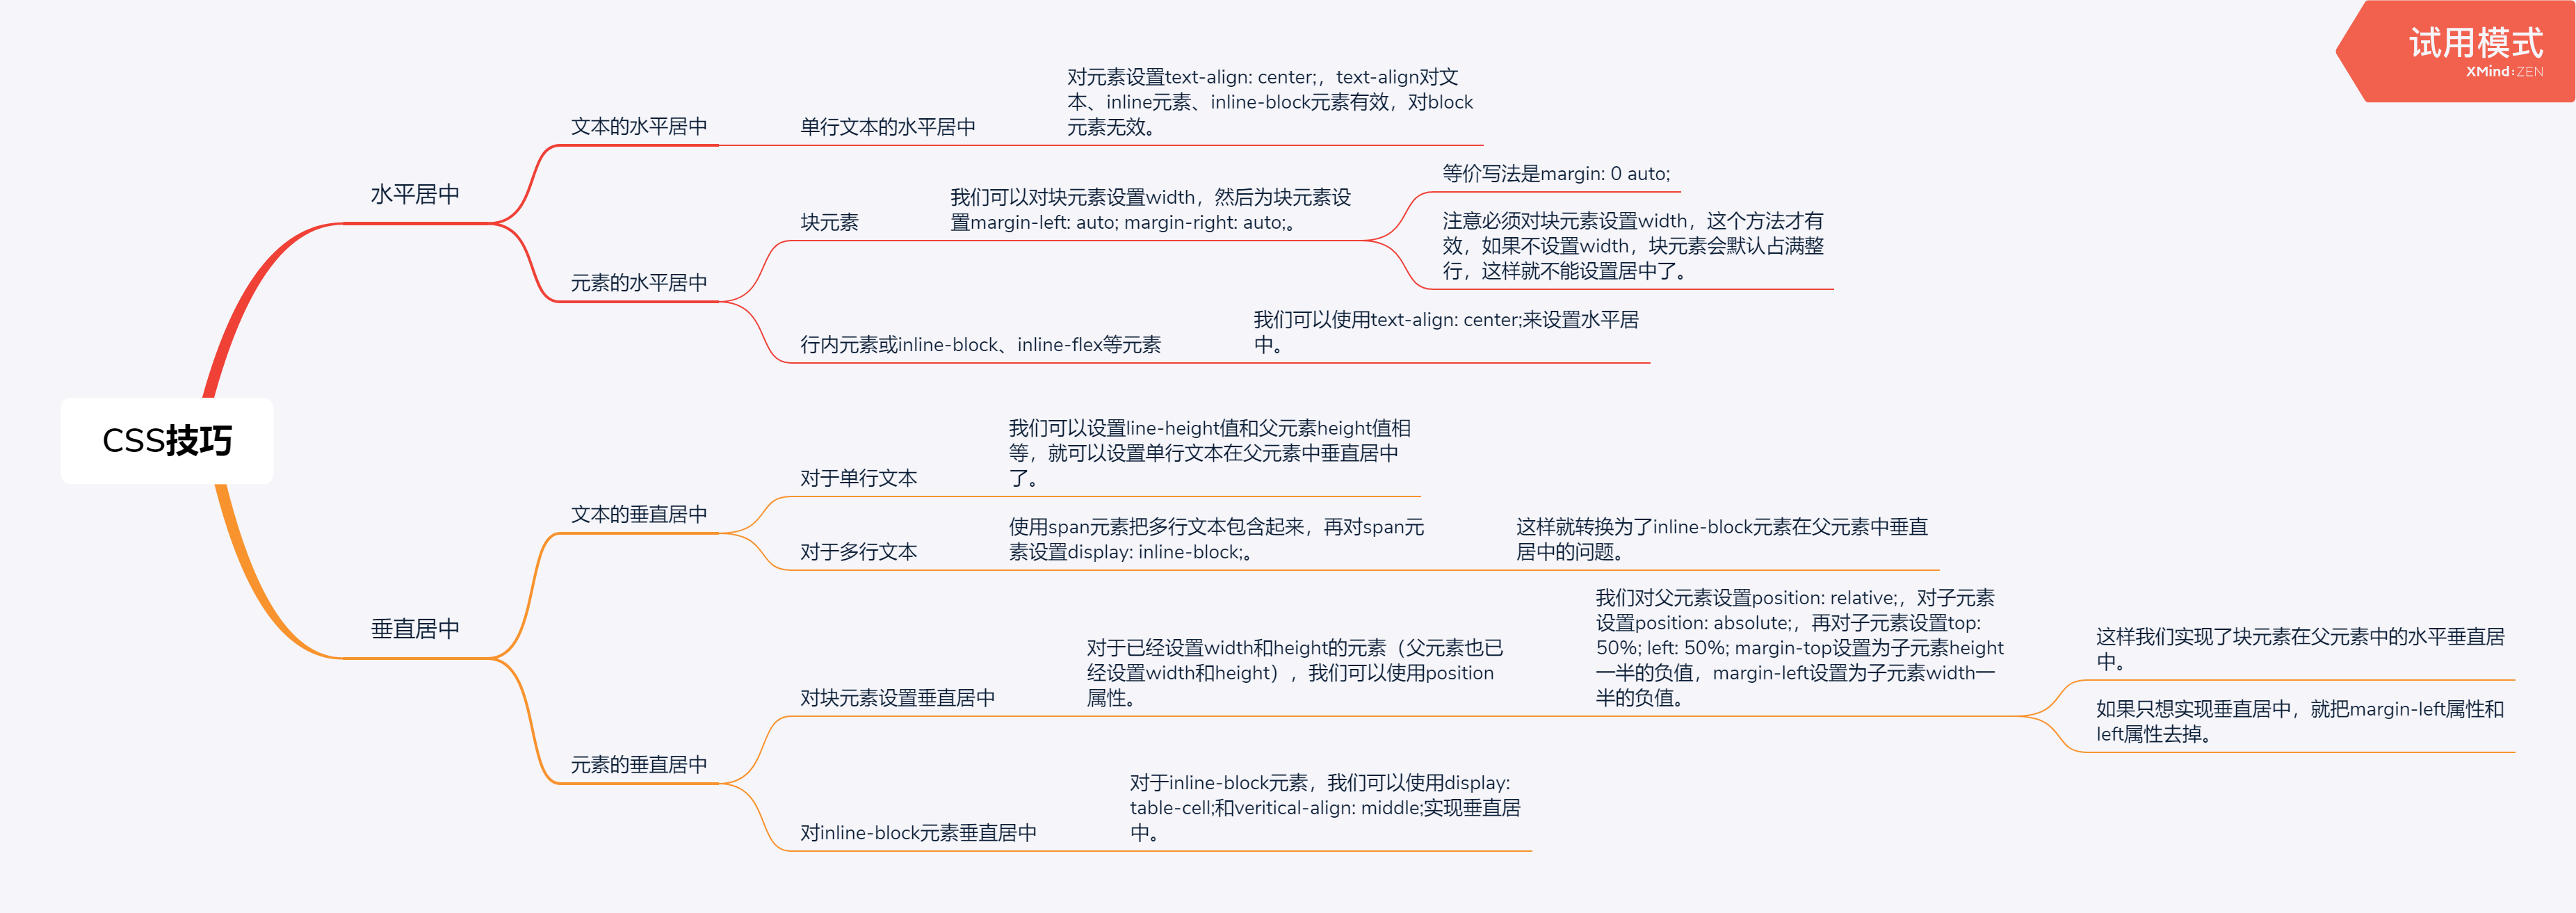 试用模式
XMind:ZEN
CSS技巧
水平居中
文本的水平居中
单行文本的水平居中
对元素设置text-align: center;，text-align对文
本、inline元素、inline-block元素有效，对block
元素无效。
元素的水平居中
块元素
我们可以对块元素设置width，然后为块元素设
置margin-left: auto; margin-right: auto;。
等价写法是margin: 0 auto;
注意必须对块元素设置width，这个方法才有
效，如果不设置width，块元素会默认占满整
行，这样就不能设置居中了。
行内元素或inline-block、inline-flex等元素
我们可以使用text-align: center;来设置水平居
中。
垂直居中
文本的垂直居中
对于单行文本
我们可以设置line-height值和父元素height值相
等，就可以设置单行文本在父元素中垂直居中
了。
对于多行文本
使用span元素把多行文本包含起来，再对span元
素设置display: inline-block;。
这样就转换为了inline-block元素在父元素中垂直
居中的问题。
元素的垂直居中
对块元素设置垂直居中
对于已经设置width和height的元素（父元素也已
经设置width和height），我们可以使用position
属性。
我们对父元素设置position: relative;，对子元素
设置position: absolute;，再对子元素设置top:
50%; left: 50%; margin-top设置为子元素height
一半的负值，margin-left设置为子元素width一
半的负值。
这样我们实现了块元素在父元素中的水平垂直居
中。
如果只想实现垂直居中，就把margin-left属性和
left属性去掉。
对inline-block元素垂直居中
对于inline-block元素，我们可以使用display:
table-cell;和veritical-align: middle;实现垂直居
中。